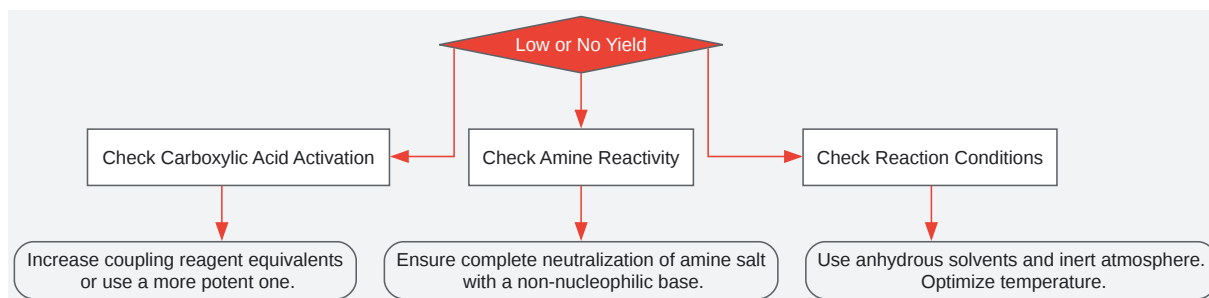 Low or No Yield
Check Carboxylic Acid Activation
Check Amine Reactivity
Check Reaction Conditions
Increase coupling reagent equivalents
or use a more potent one.
Ensure complete neutralization of amine salt
with a non-nucleophilic base.
Use anhydrous solvents and inert atmosphere.
Optimize temperature.